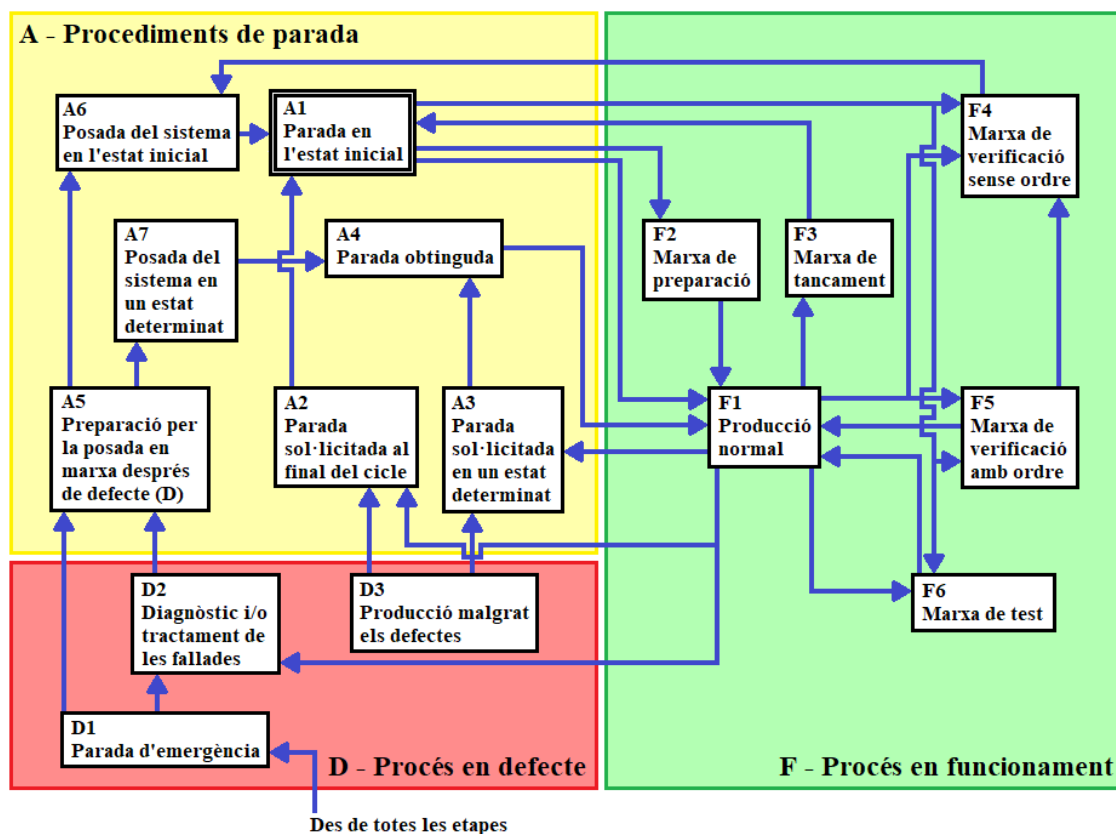 A - Procediments de parada
A6
Posada del sistema
en l'estat inicial
A1
Parada en
l'estat inicial
F4
Marxa de
verificació
sense ordre
A7
Posada del
sistema en
un estat
determinat
A4
Parada obtinguda
F2
Marxa de
preparació
F3
Marxa de
tancament
A5
Preparació per
la posada en
marxa després
de defecte (D)
A2
Parada
sol·licitada al
final del cicle
A3
Parada
sol·licitada
en un estat
determinat
F1
Producció
normal
F5
Marxa de
verificació
amb ordre
D2
Diagnòstic i/o
tractament de
les fallades
D3
Producció malgrat
els defectes
F6
Marxa de test
D1
Parada d'emergència
D - Procés en defecte
F - Procés en funcionament
Des de totes les etapes